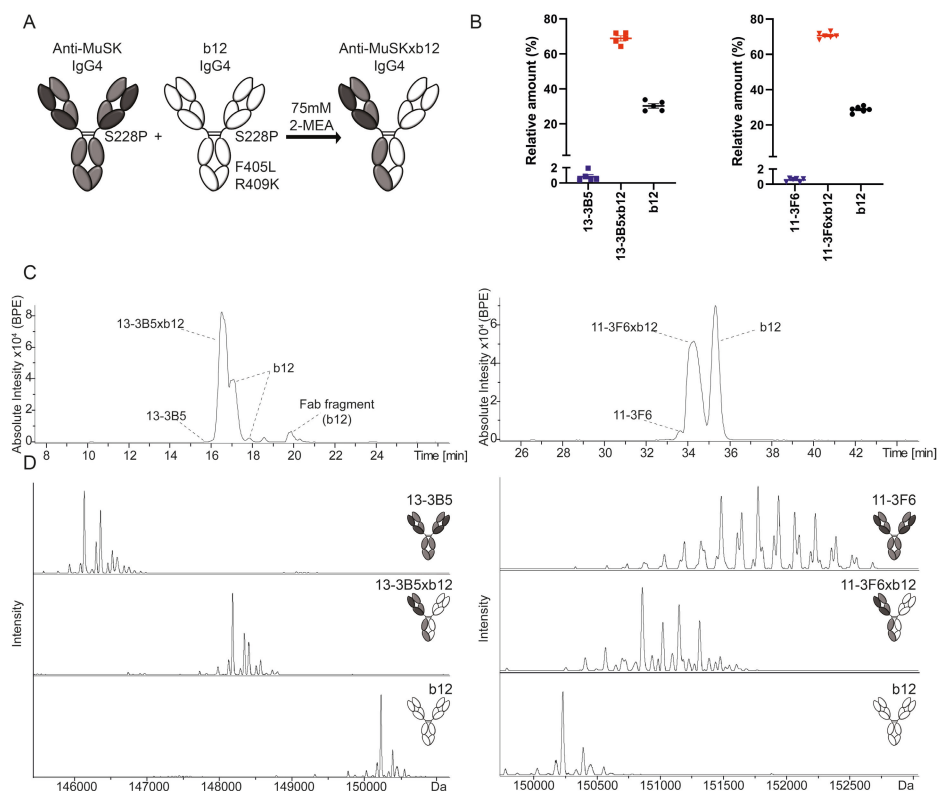 A
Anti-MuSK
IgG4
b12
IgG4
Anti-MuSKxb12
IgG4
S228P
+
S228P
F405L
R409K
75mM
2-MEA
B
Relative amount (%)
80
60
40
20
2
0
13-3B5
13-3B5xb12
b12
Relative amount (%)
80
60
40
20
2
0
11-3F6
11-3F6xb12
b12
C
Absolute Intesity x10⁴ (BPE)
8
6
4
2
0
13-3B5xb12
b12
13-3B5
Fab fragment
(b12)
8 10 12 14 16 18 20 22 24 Time [min]
Absolute Intesity x10⁴ (BPE)
6
4
2
0
11-3F6xb12
b12
11-3F6
26 28 30 32 34 36 38 40 42 Time [min]
D
Intensity
13-3B5
13-3B5xb12
b12
146000 147000 148000 149000 150000 Da
Intensity
11-3F6
11-3F6xb12
b12
150000 150500 151000 151500 152000 152500 Da